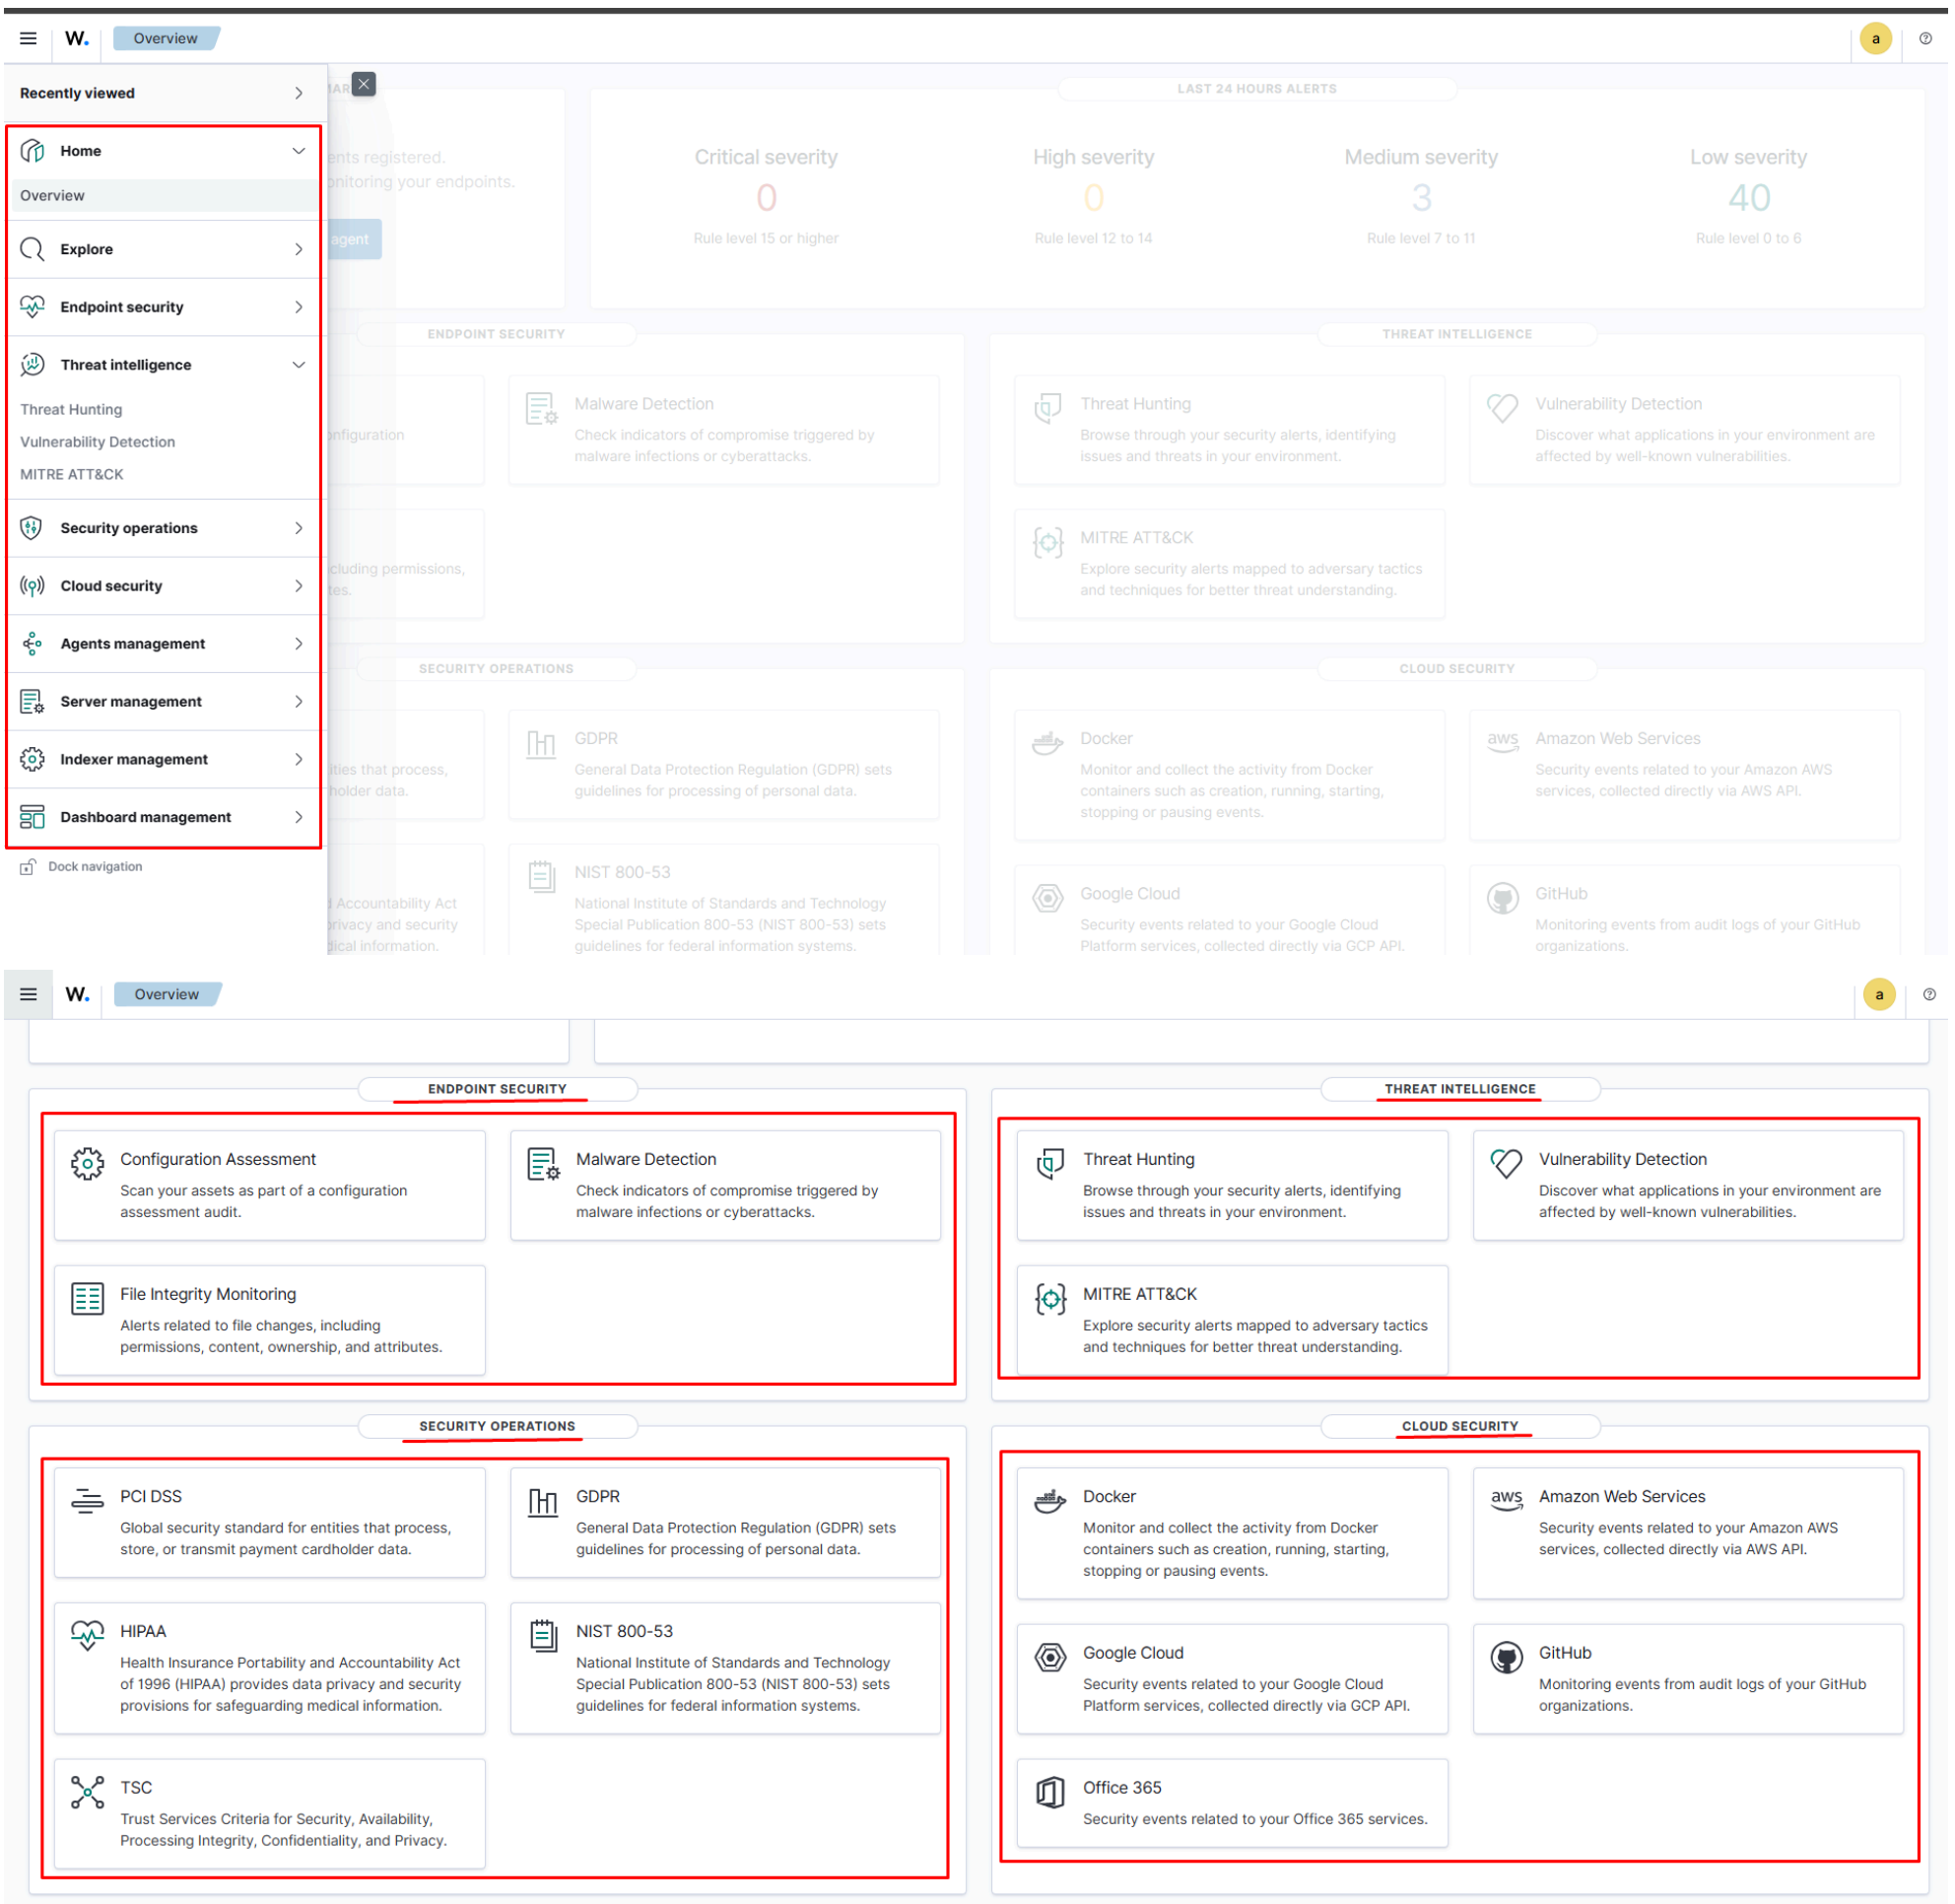 W.
Overview
a
Recently viewed
Home
Overview
Explore
Endpoint security
Threat intelligence
Threat Hunting
Vulnerability Detection
MITRE ATT&CK
Security operations
Cloud security
Agents management
Server management
Indexer management
Dashboard management
Dock navigation
ents registered.
onitoring your endpoints.
agent
LAST 24 HOURS ALERTS
Critical severity
0
Rule level 15 or higher
High severity
0
Rule level 12 to 14
Medium severity
3
Rule level 7 to 11
Low severity
40
Rule level 0 to 6
ENDPOINT SECURITY
onfiguration
Malware Detection
Check indicators of compromise triggered by
malware infections or cyberattacks.
cluding permissions,
tes.
THREAT INTELLIGENCE
Threat Hunting
Browse through your security alerts, identifying
issues and threats in your environment.
Vulnerability Detection
Discover what applications in your environment are
affected by well-known vulnerabilities.
MITRE ATT&CK
Explore security alerts mapped to adversary tactics
and techniques for better threat understanding.
SECURITY OPERATIONS
ities that process,
holder data.
GDPR
General Data Protection Regulation (GDPR) sets
guidelines for processing of personal data.
d Accountability Act
privacy and security
dical information.
NIST 800-53
National Institute of Standards and Technology
Special Publication 800-53 (NIST 800-53) sets
guidelines for federal information systems.
CLOUD SECURITY
Docker
Monitor and collect the activity from Docker
containers such as creation, running, starting,
stopping or pausing events.
aws
Amazon Web Services
Security events related to your Amazon AWS
services, collected directly via AWS API.
Google Cloud
Security events related to your Google Cloud
Platform services, collected directly via GCP API.
GitHub
Monitoring events from audit logs of your GitHub
organizations.
W.
Overview
a
ENDPOINT SECURITY
Configuration Assessment
Scan your assets as part of a configuration
assessment audit.
Malware Detection
Check indicators of compromise triggered by
malware infections or cyberattacks.
File Integrity Monitoring
Alerts related to file changes, including
permissions, content, ownership, and attributes.
THREAT INTELLIGENCE
Threat Hunting
Browse through your security alerts, identifying
issues and threats in your environment.
Vulnerability Detection
Discover what applications in your environment are
affected by well-known vulnerabilities.
MITRE ATT&CK
Explore security alerts mapped to adversary tactics
and techniques for better threat understanding.
SECURITY OPERATIONS
PCI DSS
Global security standard for entities that process,
store, or transmit payment cardholder data.
GDPR
General Data Protection Regulation (GDPR) sets
guidelines for processing of personal data.
HIPAA
Health Insurance Portability and Accountability Act
of 1996 (HIPAA) provides data privacy and security
provisions for safeguarding medical information.
NIST 800-53
National Institute of Standards and Technology
Special Publication 800-53 (NIST 800-53) sets
guidelines for federal information systems.
TSC
Trust Services Criteria for Security, Availability,
Processing Integrity, Confidentiality, and Privacy.
CLOUD SECURITY
Docker
Monitor and collect the activity from Docker
containers such as creation, running, starting,
stopping or pausing events.
aws
Amazon Web Services
Security events related to your Amazon AWS
services, collected directly via AWS API.
Google Cloud
Security events related to your Google Cloud
Platform services, collected directly via GCP API.
GitHub
Monitoring events from audit logs of your GitHub
organizations.
Office 365
Security events related to your Office 365 services.